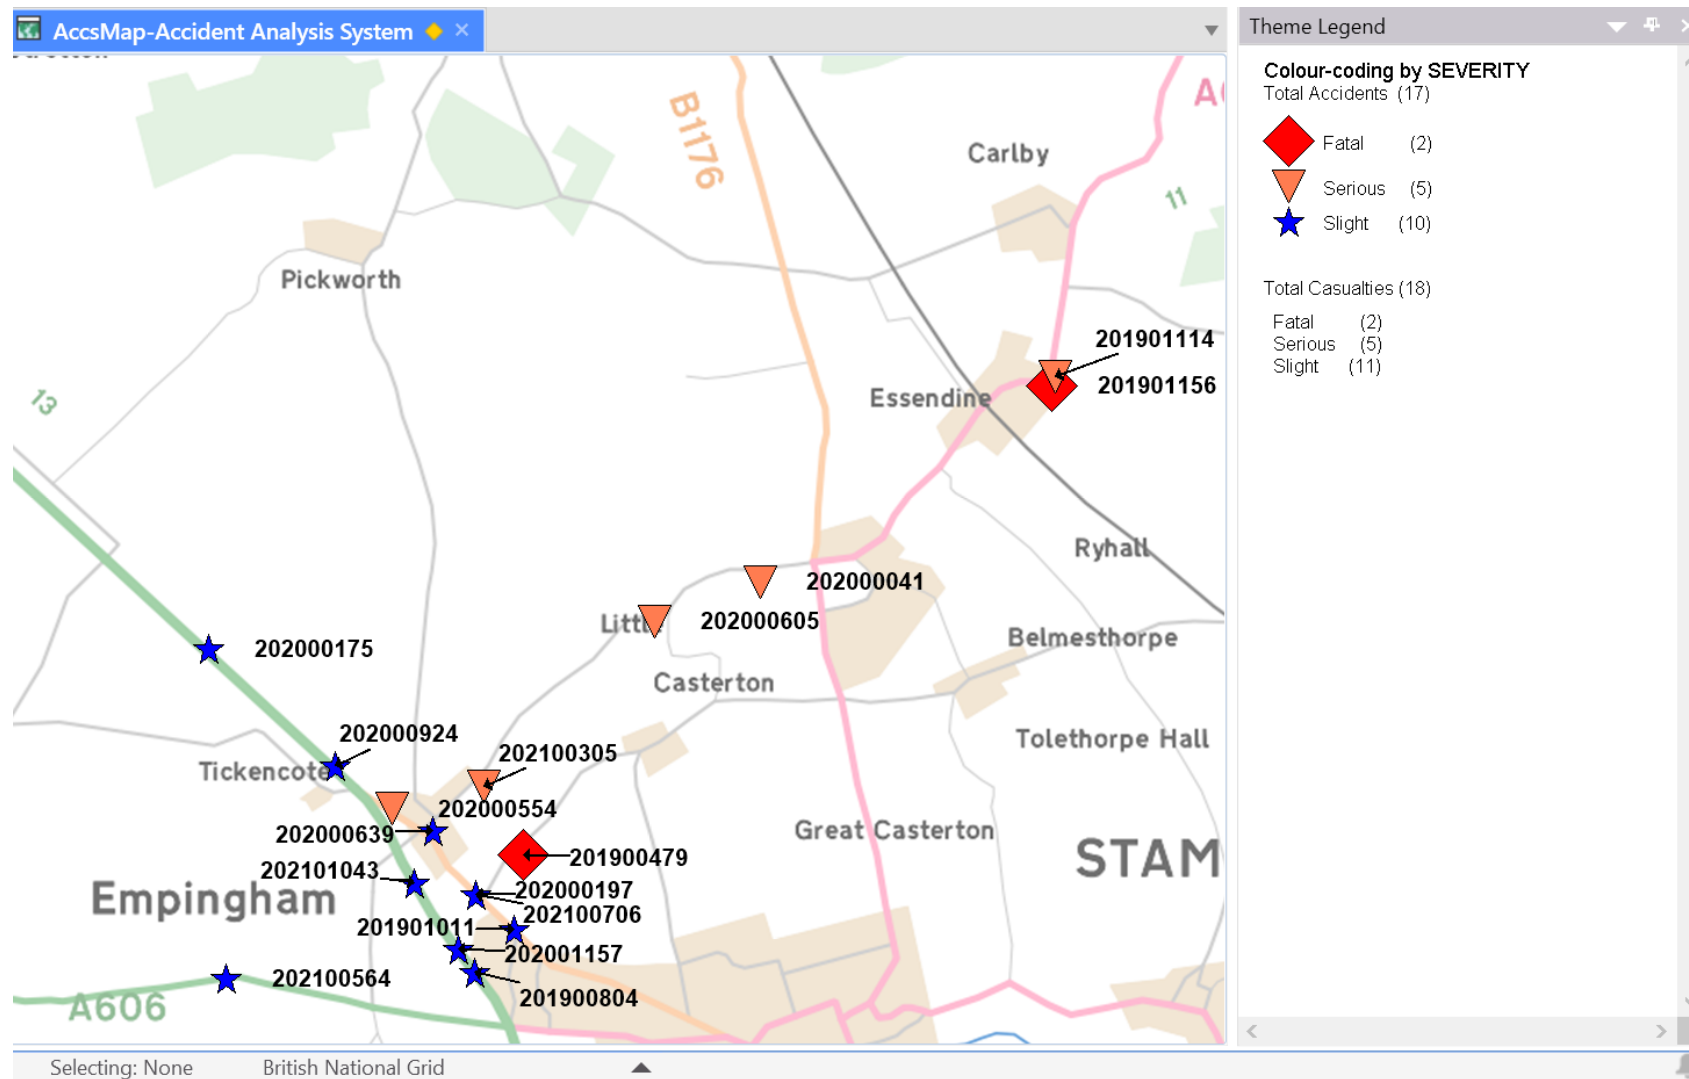 AccsMap-Accident Analysis System
Theme Legend
Colour-coding by SEVERITY
Total Accidents (17)
Fatal (2)
Serious (5)
Slight (10)
Total Casualties (18)
Fatal (2)
Serious (5)
Slight (11)
B1176
Carlby
11
Pickworth
201901114
201901156
Essendine
13
Ryhall
202000041
202000605
Little
Casterton
Belmesthorpe
202000175
202000924
Tolethorpe Hall
202100305
Tickencote
202000554
202000639
Great Casterton
STAM
201900479
202101043
Empingham
202000197
202100706
201901011
202001157
202100564
201900804
A606
Selecting: None
British National Grid